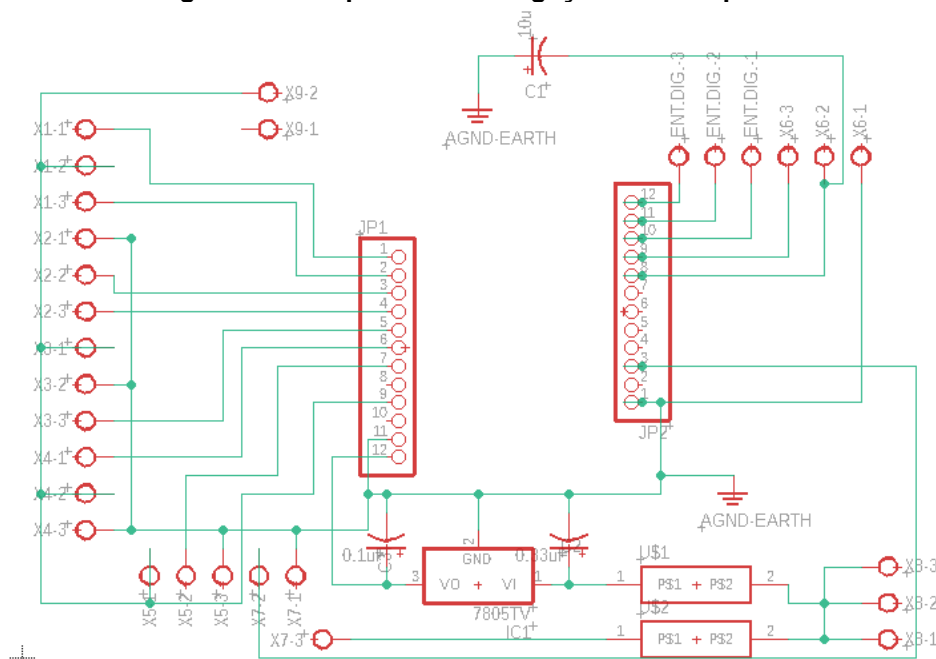 10u
C1
AGND-EARTH
ENT.DIG.-3
ENT.DIG.-2
ENT.DIG.-1
X6-3
X6-2
X6-1
X9-2
X9-1
X1-1
X1-2
X1-3
X2-1
X2-2
X2-3
X3-1
X3-2
X3-3
X4-1
X4-2
X4-3
JP1
1
2
3
4
5
6
7
8
9
10
11
12
12
11
10
9
8
7
6
5
4
3
2
1
JP2
AGND-EARTH
0.1uF
2
GND
3
VO
VI
1
7805TV
IC1
U$1
1
PS1
PS2
2
U$2
1
PS1
PS2
2
X8-3
X8-2
X8-1
X5-1
X5-2
X5-3
X7-2
X7-1
X7-3